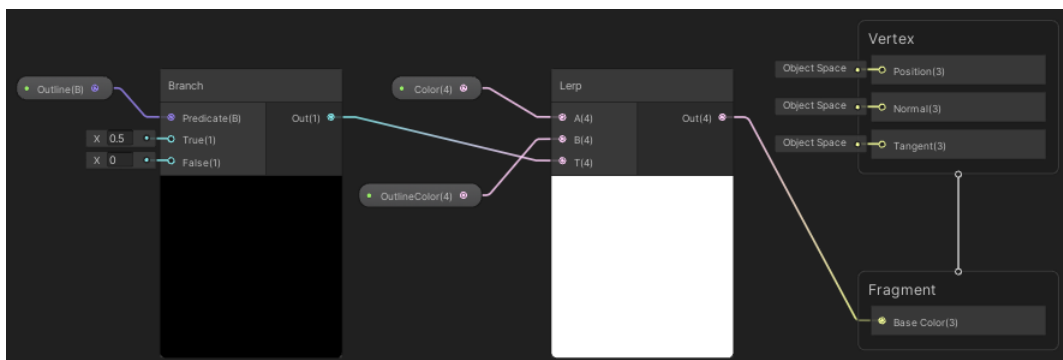 Outline(B)
Branch
Predicate(B)
Out(1)
X 0.5
True(1)
X 0
False(1)
Color(4)
OutlineColor(4)
Lerp
A(4)
Out(4)
B(4)
T(4)
Vertex
Object Space
Position(3)
Object Space
Normal(3)
Object Space
Tangent(3)
Fragment
Base Color(3)